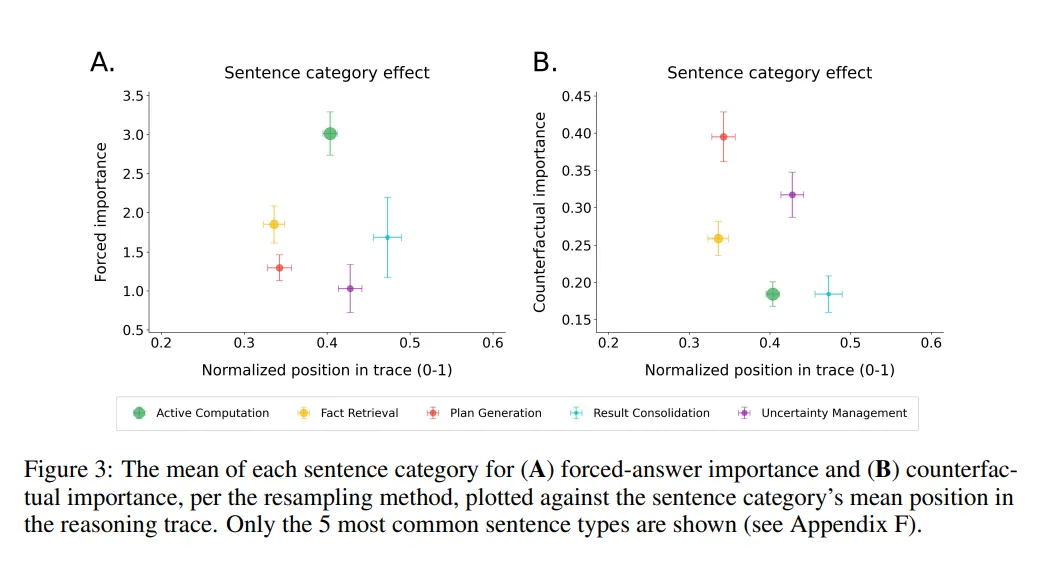 A.
Sentence category effect
3.5
3.0
2.5
2.0
1.5
1.0
0.5
Forced importance
0.2 0.3 0.4 0.5 0.6
Normalized position in trace (0-1)
B.
Sentence category effect
0.45
0.40
0.35
0.30
0.25
0.20
0.15
Counterfactual importance
0.2 0.3 0.4 0.5 0.6
Normalized position in trace (0-1)
Active Computation Fact Retrieval Plan Generation Result Consolidation Uncertainty Management
Figure 3: The mean of each sentence category for (A) forced-answer importance and (B) counterfac-
tual importance, per the resampling method, plotted against the sentence category's mean position in
the reasoning trace. Only the 5 most common sentence types are shown (see Appendix F).